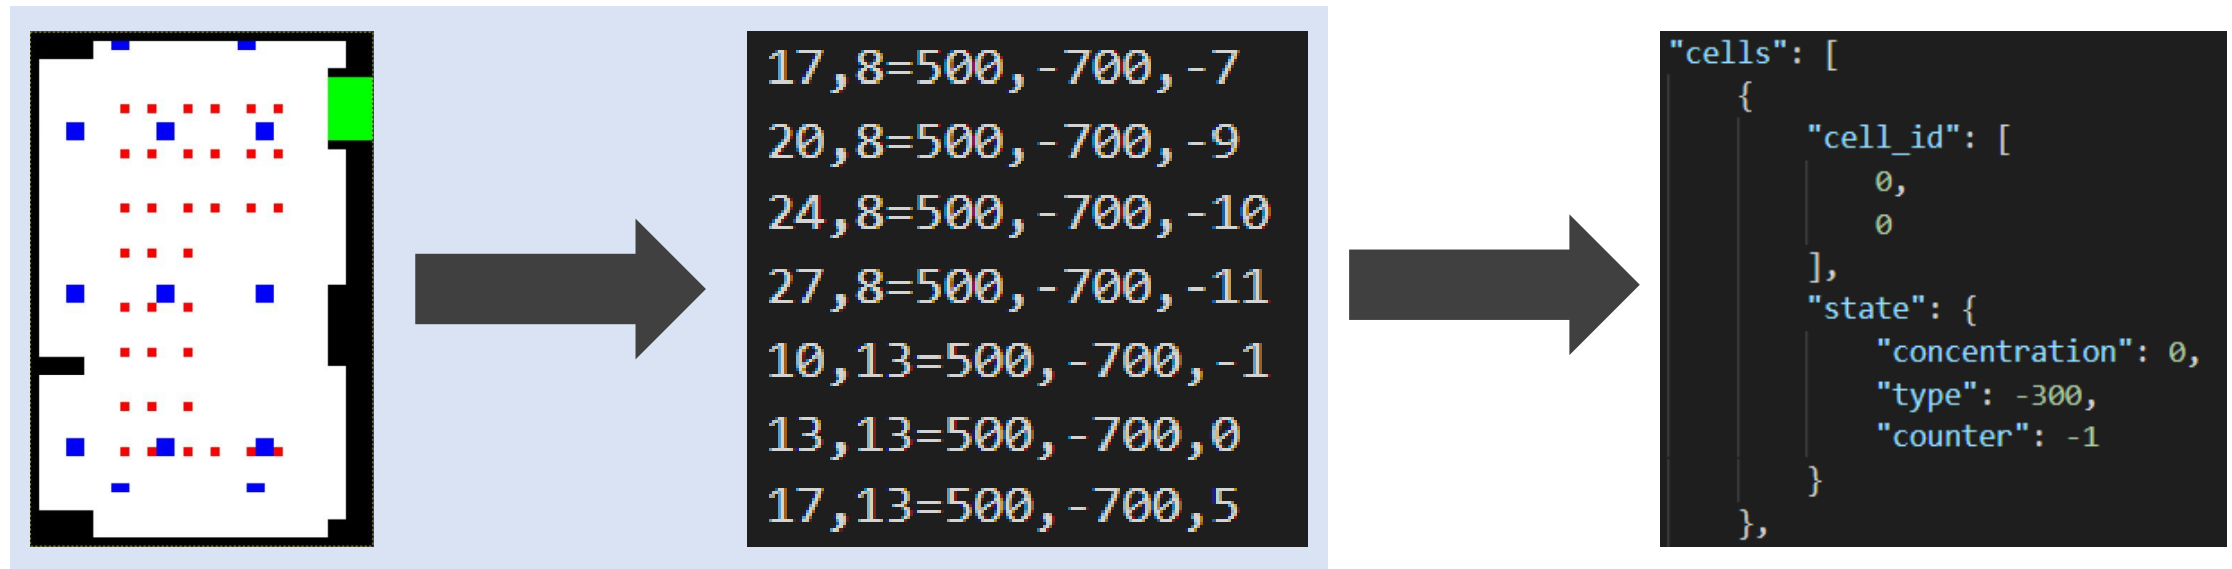 17,8=500,-700,-7
20,8=500,-700,-9
24,8=500,-700,-10
27,8=500,-700,-11
10,13=500,-700,-1
13,13=500,-700,0
17,13=500,-700,5
"cells": [
{
"cell_id": [
0,
0
],
"state": {
"concentration": 0,
"type": -300,
"counter": -1
}
},